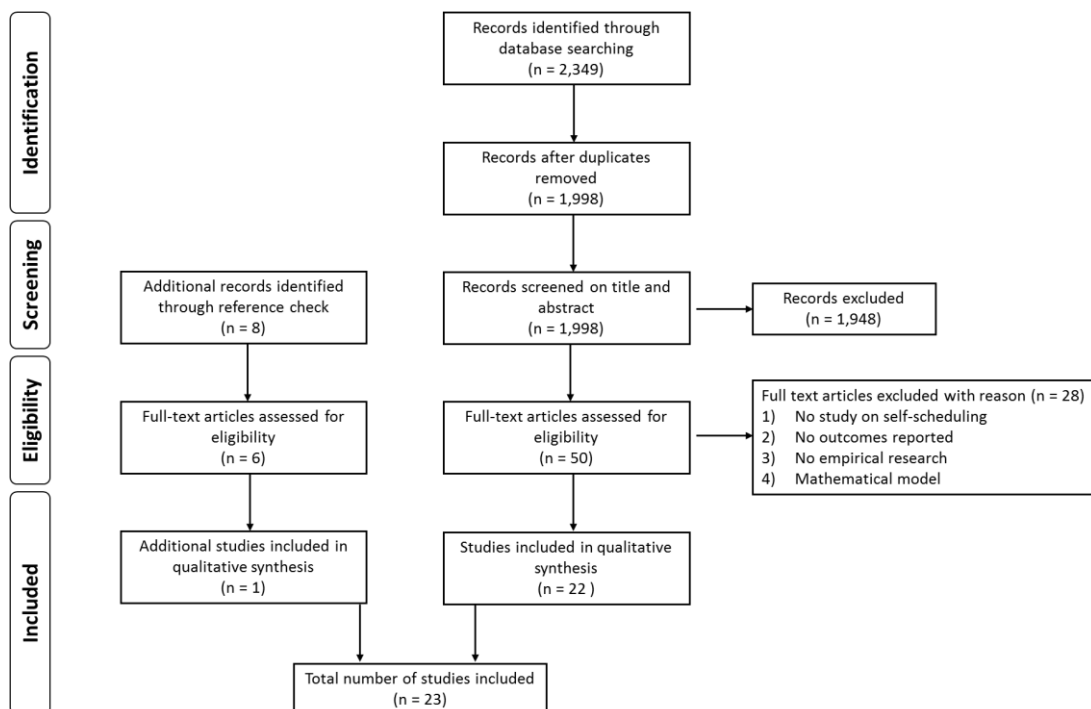 Identification
Records identified through
database searching
(n = 2,349)
Records after duplicates
removed
(n = 1,998)
Screening
Additional records identified
through reference check
(n = 8)
Records screened on title and
abstract
(n = 1,998)
Records excluded
(n = 1,948)
Eligibility
Full-text articles assessed for
eligibility
(n = 6)
Full-text articles assessed for
eligibility
(n = 50)
Full text articles excluded with reason (n = 28)
1) No study on self-scheduling
2) No outcomes reported
3) No empirical research
4) Mathematical model
Included
Additional studies included in
qualitative synthesis
(n = 1)
Studies included in qualitative
synthesis
(n = 22 )
Total number of studies included
(n = 23)